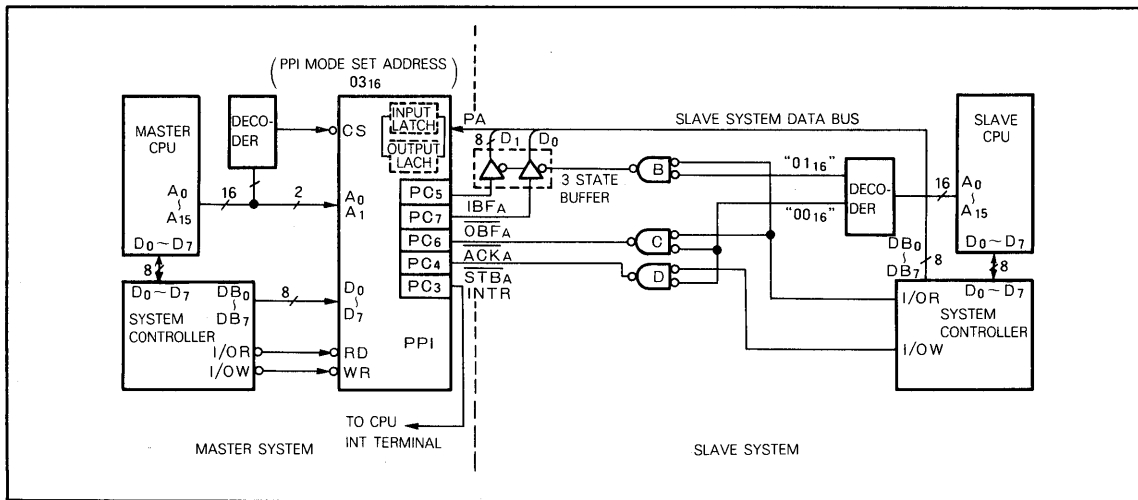 ( PPI MODE SET ADDRESS )
03₁₆
MASTER
CPU
A₀
~
A₁₅
D₀~D₇
DECO-
DER
16
2
8
D₀~D₇
SYSTEM
CONTROLLER
DB₀
~
DB₇
I/OR
I/OW
8
CS
A₀
A₁
D₀
~
D₇
RD
WR
INPUT
LATCH
OUTPUT
LACH
PC₅
PC₇
PC₆
PC₄
PC₃
PPI
PA
8
D₁
D₀
3 STATE
BUFFER
IBF_A
O̅B̅F̅_A
A̅C̅K̅_A
S̅T̅B̅_A
INTR
TO CPU
INT TERMINAL
MASTER SYSTEM
SLAVE SYSTEM DATA BUS
B
C
D
"01₁₆"
"00₁₆"
DECO-
DER
16
SLAVE
CPU
A₀
~
A₁₅
D₀~D₇
DB₀
~
DB₇
8
8
I/OR
I/OW
D₀~D₇
SYSTEM
CONTROLLER
SLAVE SYSTEM